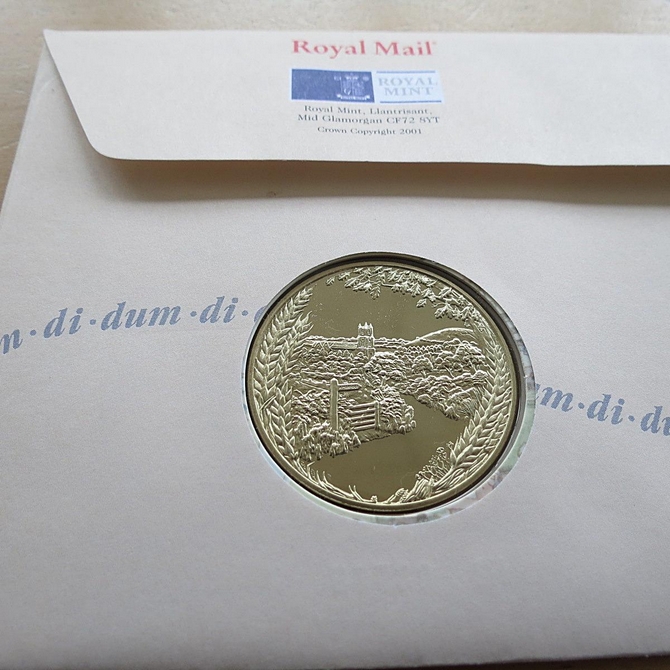 Royal Mail
ROYAL
MINT
Royal Mint, Llantrisant,
Mid Glamorgan CF72 8YT
Crown Copyright 2001
m·di·dum·di·d
um·di·du